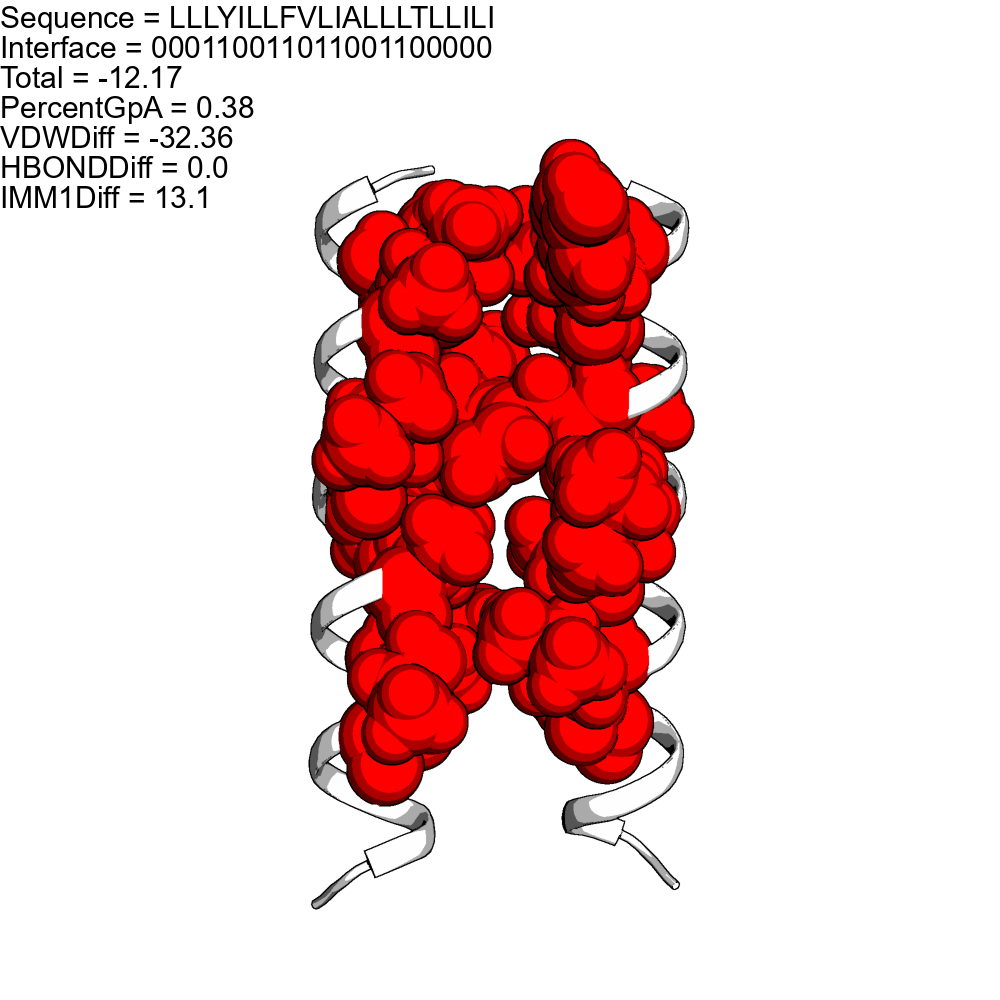 Sequence = LLLYILLFVLIALLLTLLILI
Interface = 000110011011001100000
Total = -12.17
PercentGpA = 0.38
VDWDiff = -32.36
HBONDDiff = 0.0
IMM1Diff = 13.1